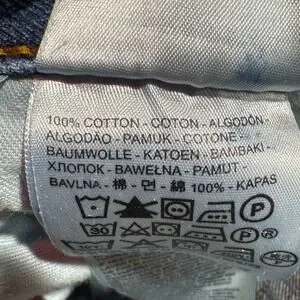 100% COTTON - COTON - ALGODÓN -
ALGODÃO - PAMUK - COTONE -
BAUMWOLLE - KATOEN - BAMBAKI -
ХЛОПОК - BAWEŁNA - PAMUT -
BAVLNA - 棉 - 면 - 綿 100% - KAPAS
P
30
P